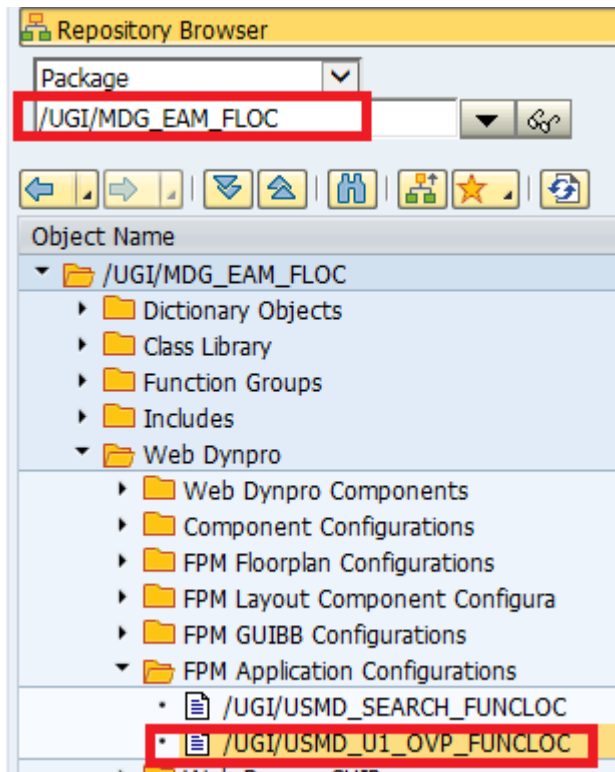 Repository Browser
Package
/UGI/MDG_EAM_FLOC
Object Name
/UGI/MDG_EAM_FLOC
Dictionary Objects
Class Library
Function Groups
Includes
Web Dynpro
Web Dynpro Components
Component Configurations
FPM Floorplan Configurations
FPM Layout Component Configura
FPM GUIBB Configurations
FPM Application Configurations
/UGI/USMD_SEARCH_FUNCLOC
/UGI/USMD_U1_OVP_FUNCLOC